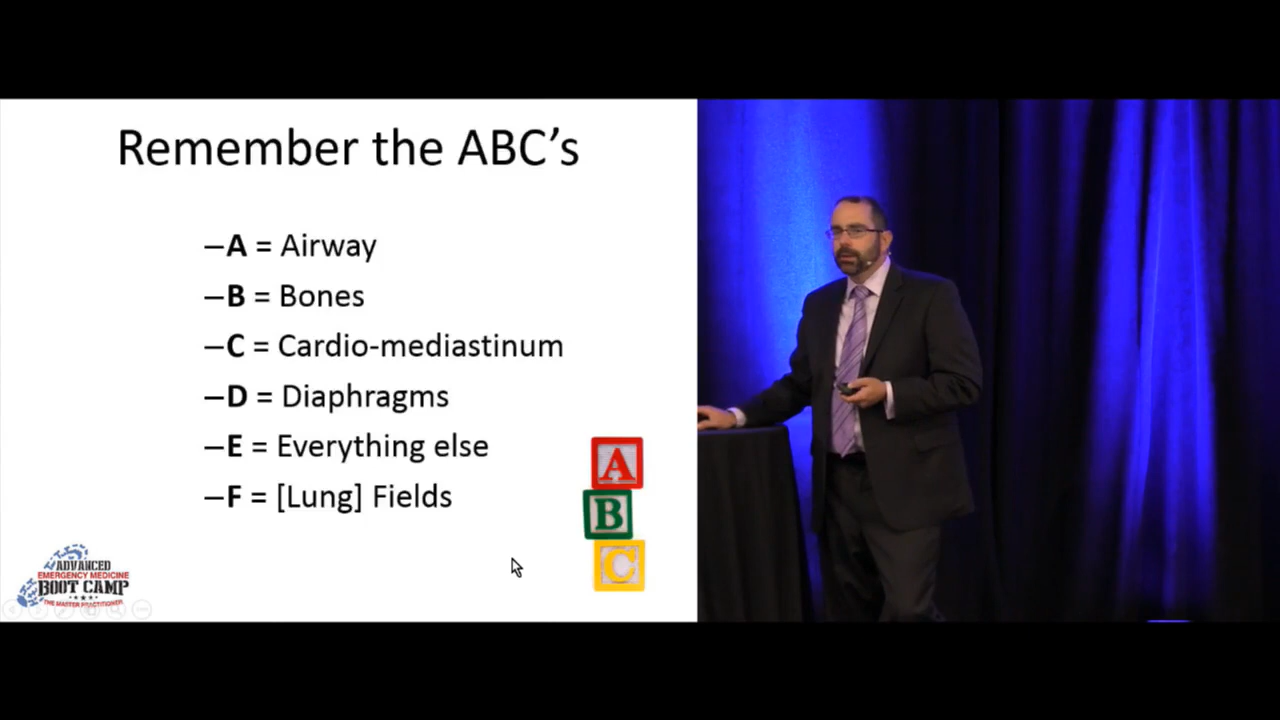 Remember the ABC’s
–A = Airway
–B = Bones
–C = Cardio-mediastinum
–D = Diaphragms
–E = Everything else
–F = [Lung] Fields
A
B
C
ADVANCED
EMERGENCY MEDICINE
BOOT CAMP
THE MASTER PRACTITIONER